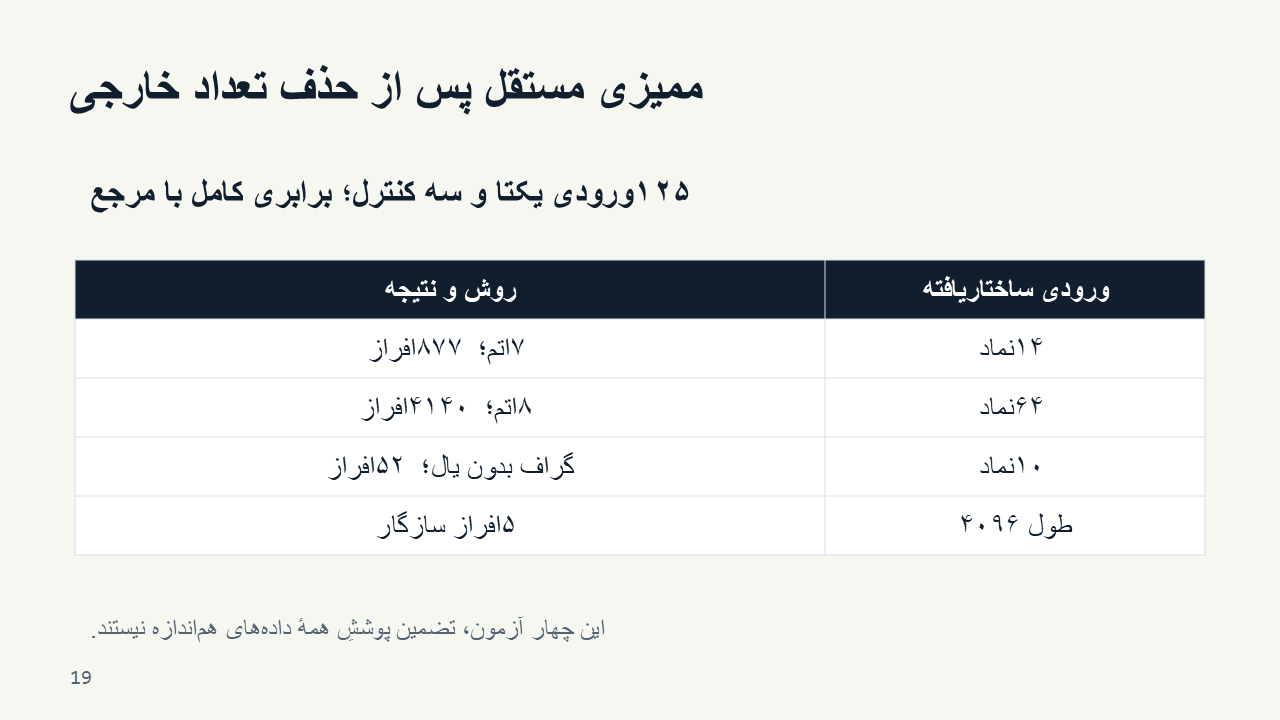 ممیزی مستقل پس از حذف تعداد خارجی
۱۲۵ورودی یکتا و سه کنترل؛ برابری کامل با مرجع
ورودی ساختاریافته روش و نتیجه
۱۴نماد ۷اتم؛ ۸۷۷افراز
۶۴نماد ۸اتم؛ ۴۱۴۰افراز
۱۰نماد گراف بدون یال؛ ۵۲افراز
طول ۴۰۹۶ ۵افراز سازگار
این چهار آزمون، تضمین پوششِ همهٔ داده‌های هم‌اندازه نیستند.
19